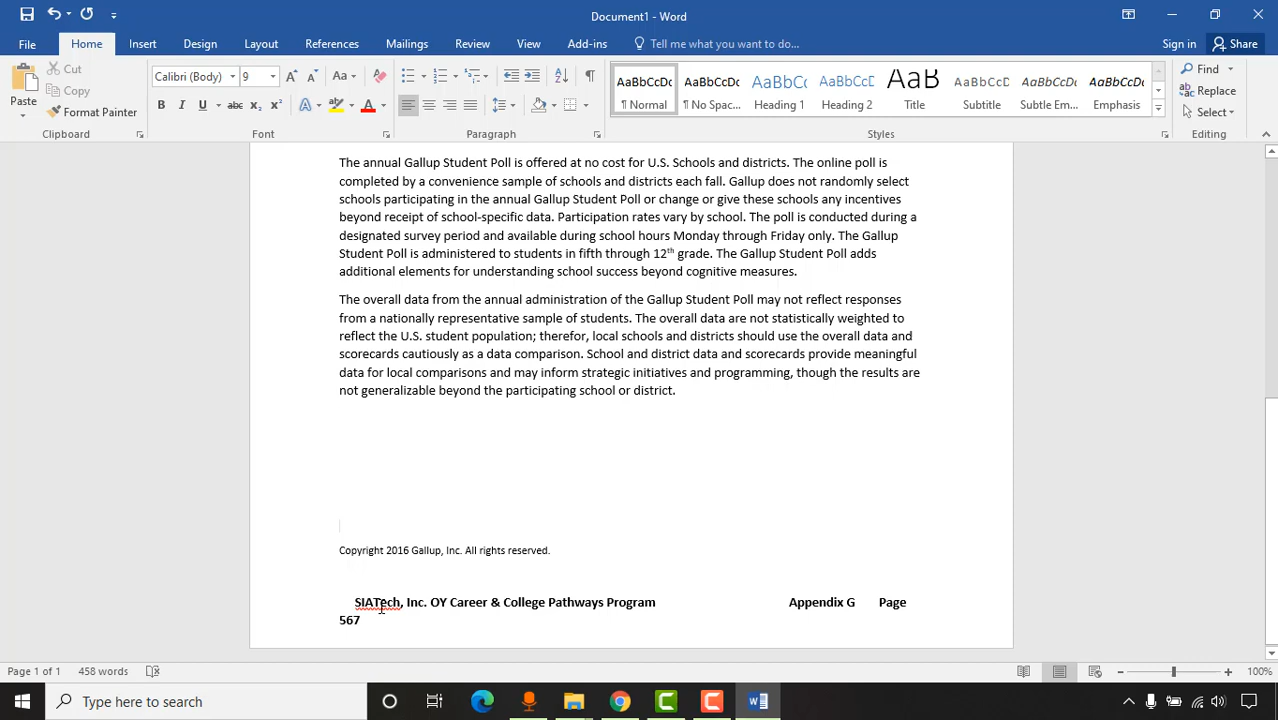 Document1 - Word
File Home Insert Design Layout References Mailings Review View Add-ins Tell me what you want to do... Sign in Share
Paste Cut Copy Format Painter Clipboard
Calibri (Body) 9 Aa Font
Paragraph
AaBbCcDc ¶ Normal
AaBbCcDc ¶ No Spac...
AaBbCc Heading 1
AaBbCcD Heading 2
AaB Title
AaBbCcD Subtitle
AaBbCcDc Subtle Em...
AaBbCcDc Emphasis
Styles
Find Replace Select Editing
The annual Gallup Student Poll is offered at no cost for U.S. Schools and districts. The online poll is
completed by a convenience sample of schools and districts each fall. Gallup does not randomly select
schools participating in the annual Gallup Student Poll or change or give these schools any incentives
beyond receipt of school-specific data. Participation rates vary by school. The poll is conducted during a
designated survey period and available during school hours Monday through Friday only. The Gallup
Student Poll is administered to students in fifth through 12th grade. The Gallup Student Poll adds
additional elements for understanding school success beyond cognitive measures.
The overall data from the annual administration of the Gallup Student Poll may not reflect responses
from a nationally representative sample of students. The overall data are not statistically weighted to
reflect the U.S. student population; therefor, local schools and districts should use the overall data and
scorecards cautiously as a data comparison. School and district data and scorecards provide meaningful
data for local comparisons and may inform strategic initiatives and programming, though the results are
not generalizable beyond the participating school or district.
Copyright 2016 Gallup, Inc. All rights reserved.
SIATech, Inc. OY Career & College Pathways Program Appendix G Page
567
Page 1 of 1 458 words 100%
Type here to search